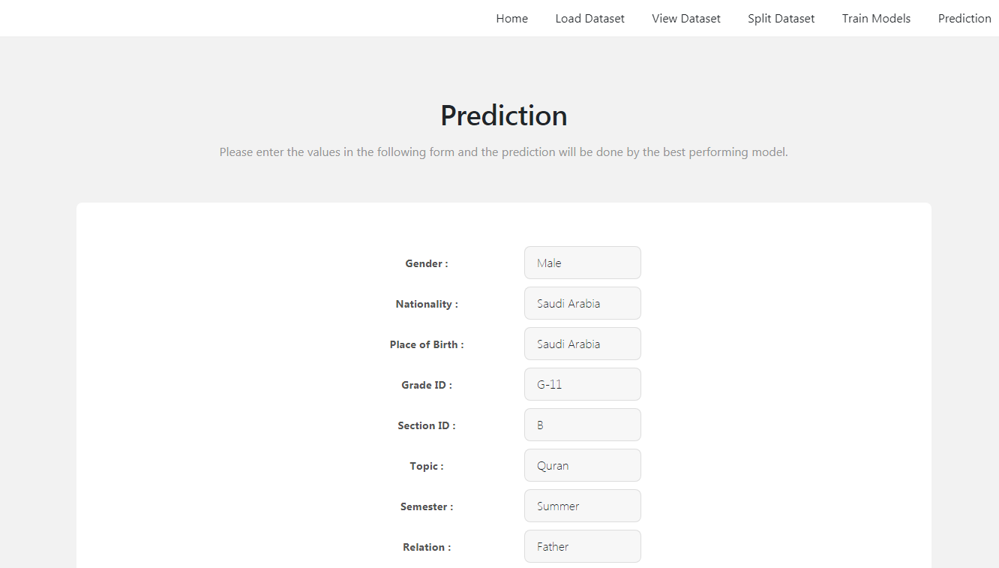 Home Load Dataset View Dataset Split Dataset Train Models Prediction
Prediction
Please enter the values in the following form and the prediction will be done by the best performing model.
Gender : Male
Nationality : Saudi Arabia
Place of Birth : Saudi Arabia
Grade ID : G-11
Section ID : B
Topic : Quran
Semester : Summer
Relation : Father